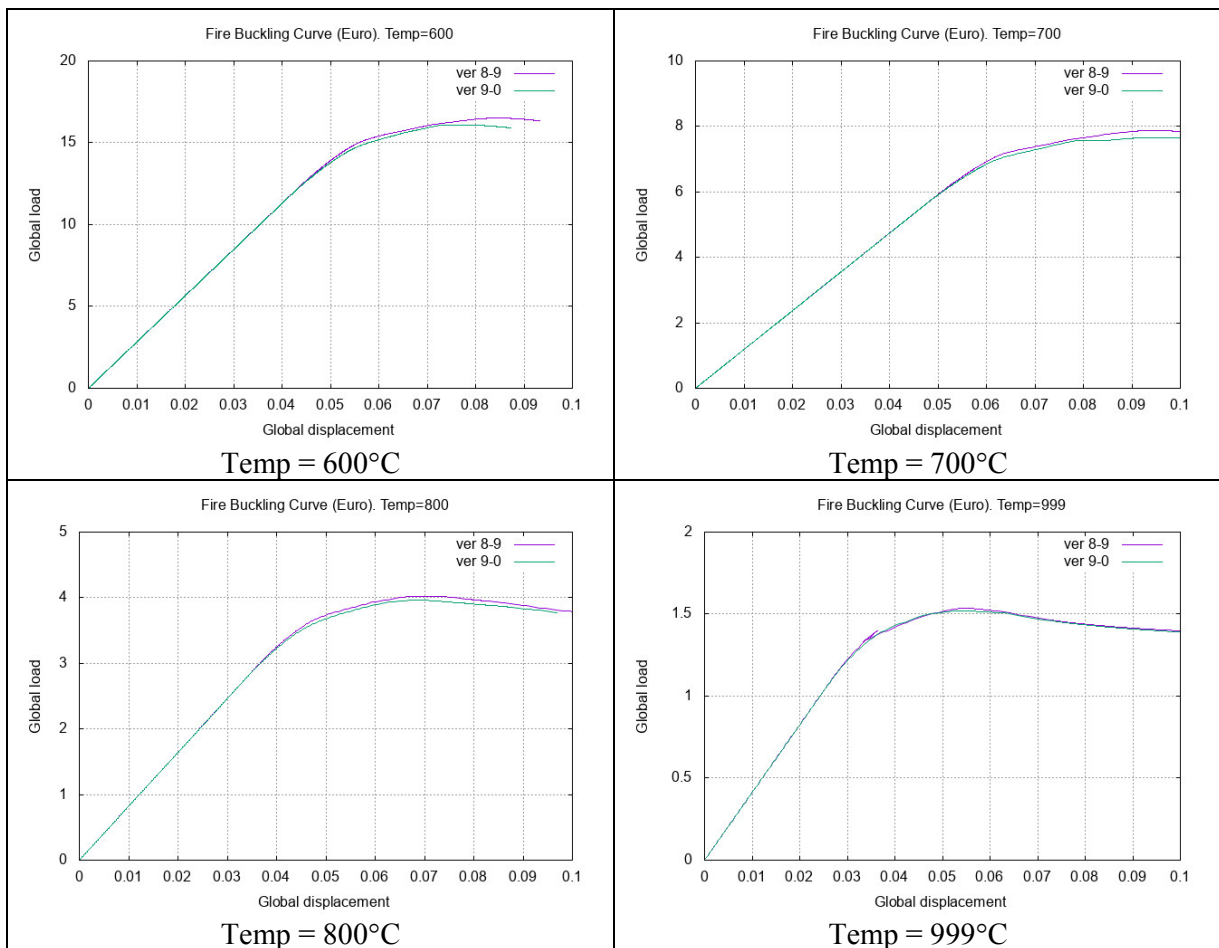 Fire Buckling Curve (Euro). Temp=600
20
15
10
5
0
Global load
ver 8-9
ver 9-0
0 0.01 0.02 0.03 0.04 0.05 0.06 0.07 0.08 0.09 0.1
Global displacement
Temp = 600°C
Fire Buckling Curve (Euro). Temp=700
10
8
6
4
2
0
Global load
ver 8-9
ver 9-0
0 0.01 0.02 0.03 0.04 0.05 0.06 0.07 0.08 0.09 0.1
Global displacement
Temp = 700°C
Fire Buckling Curve (Euro). Temp=800
5
4
3
2
1
0
Global load
ver 8-9
ver 9-0
0 0.01 0.02 0.03 0.04 0.05 0.06 0.07 0.08 0.09 0.1
Global displacement
Temp = 800°C
Fire Buckling Curve (Euro). Temp=999
2
1.5
1
0.5
0
Global load
ver 8-9
ver 9-0
0 0.01 0.02 0.03 0.04 0.05 0.06 0.07 0.08 0.09 0.1
Global displacement
Temp = 999°C